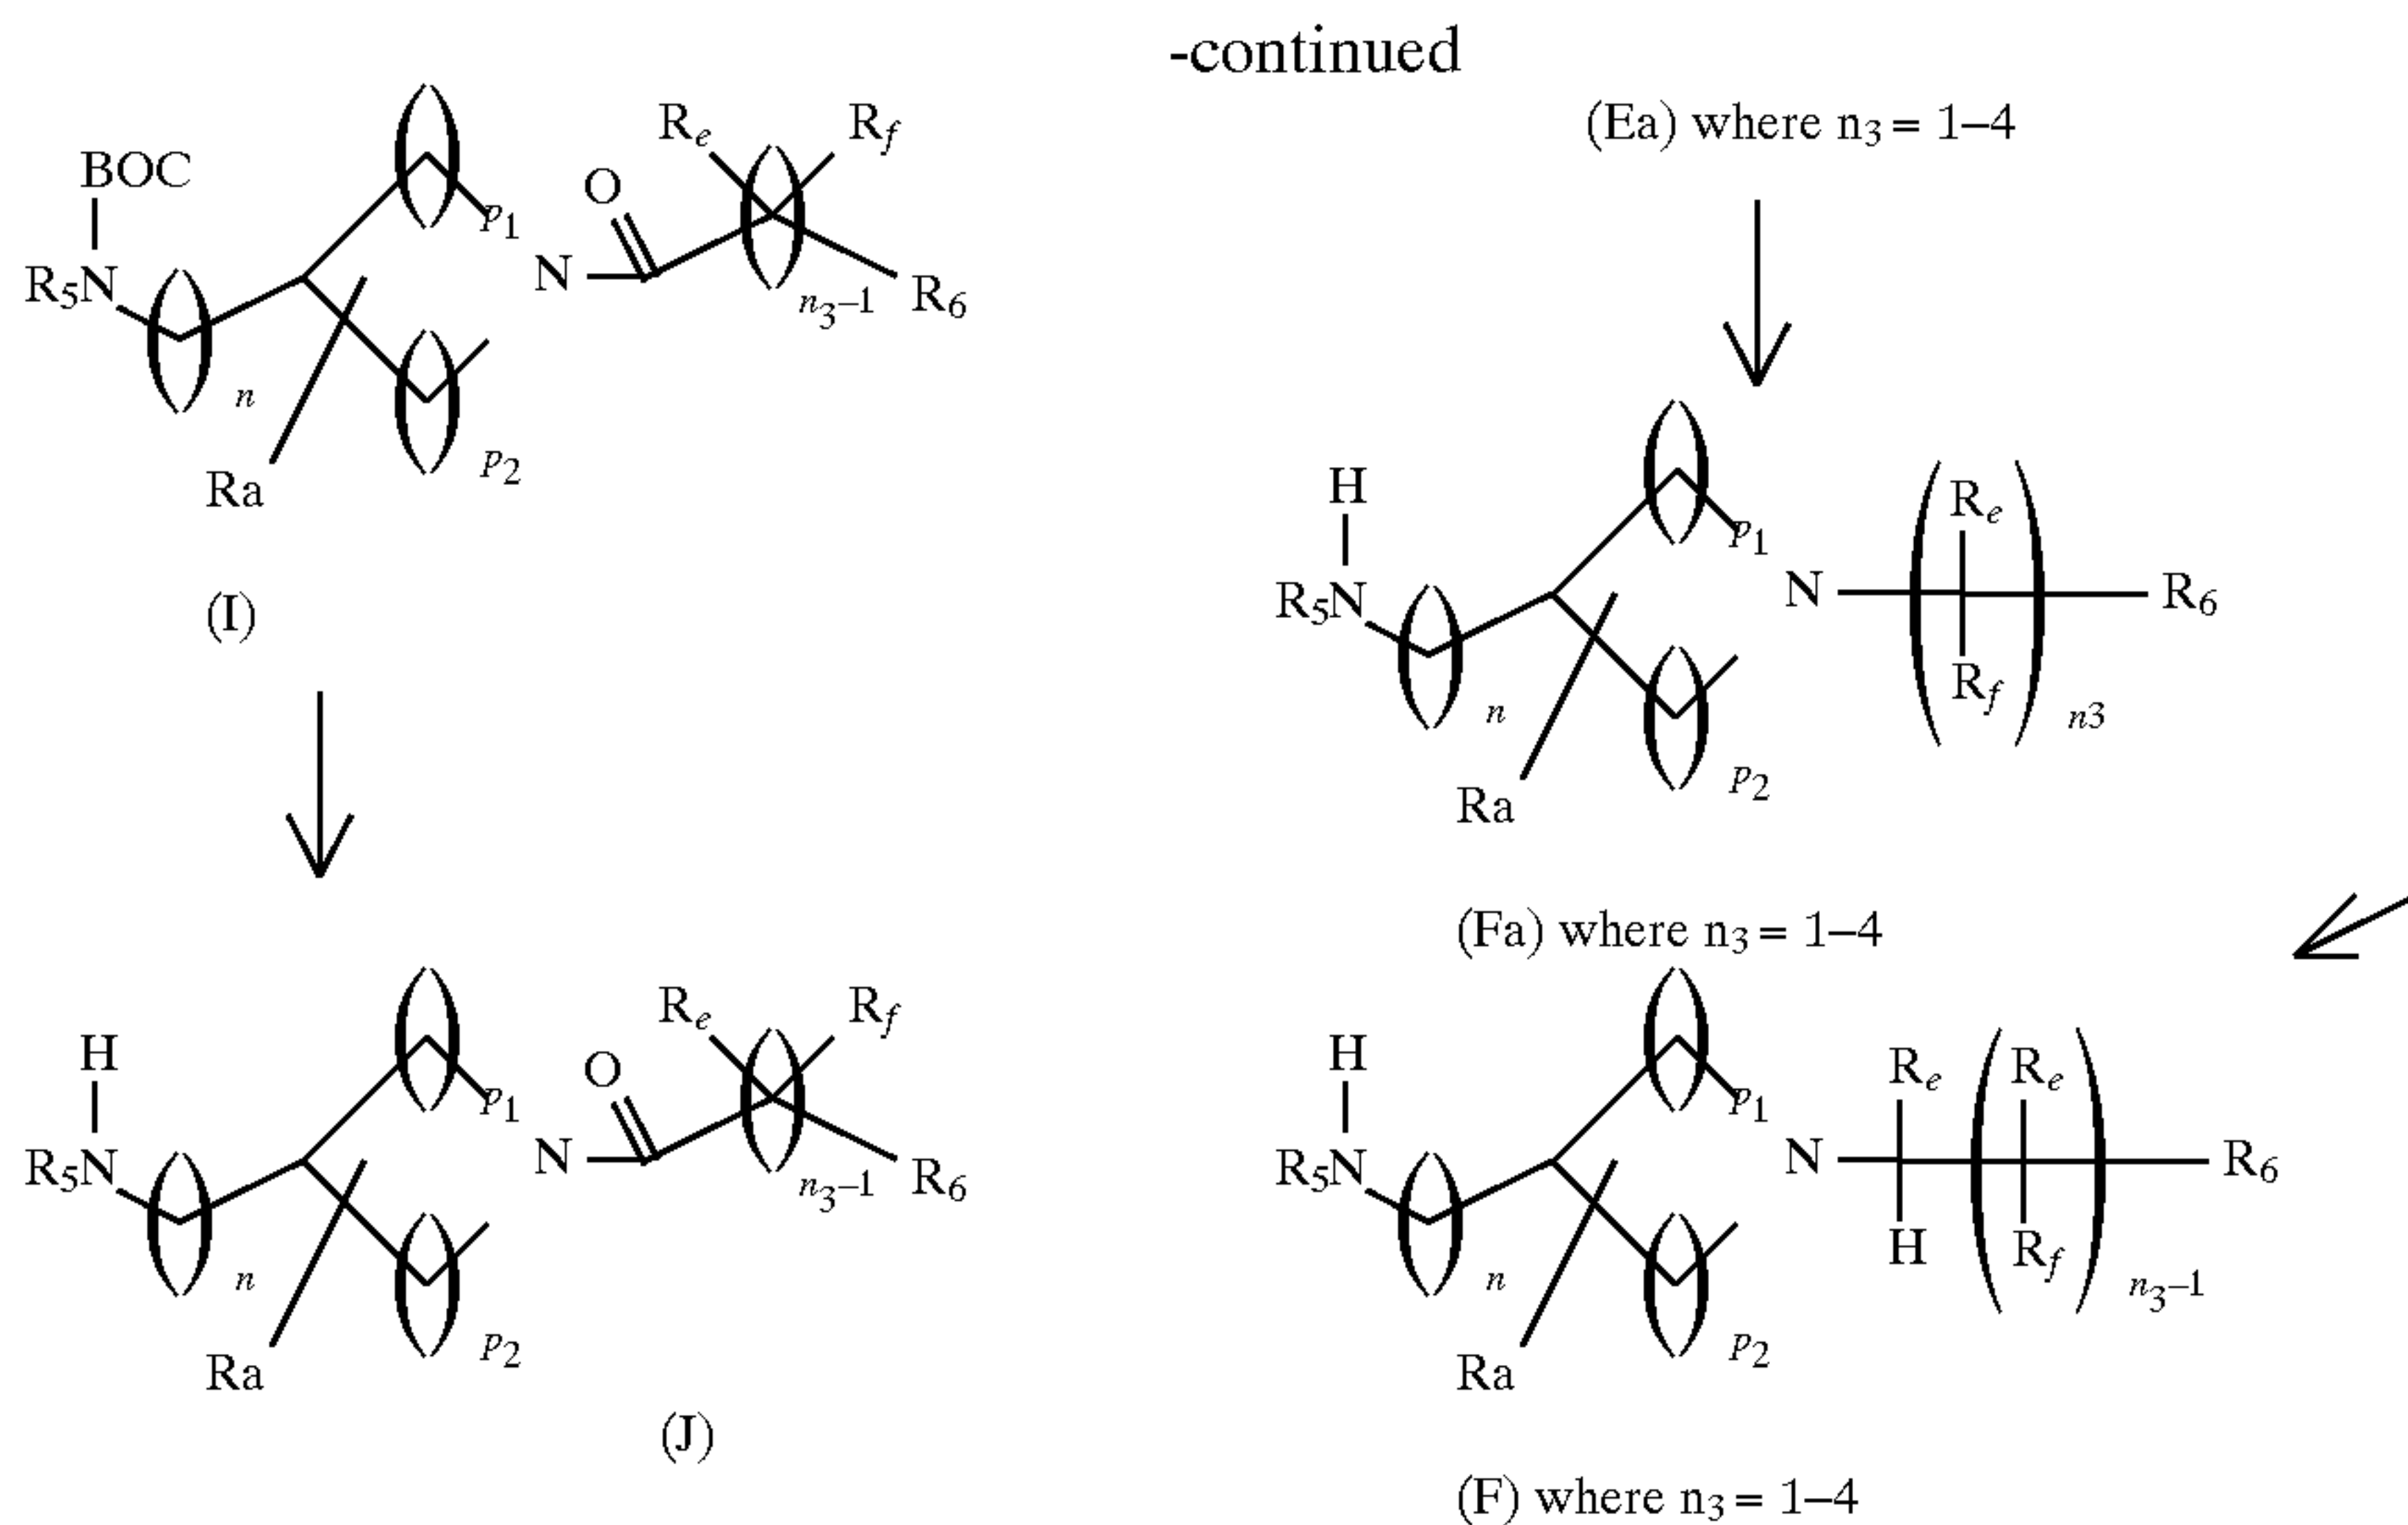 -continued
(Ea) where n3 = 1–4
BOC
R5N
n
Ra
p1
p2
N
O
Re
Rf
n3–1
R6
(I)
H
R5N
n
Ra
p1
p2
N
Re
Rf
n3
R6
(Fa) where n3 = 1–4
H
R5N
n
Ra
p1
p2
N
O
Re
Rf
n3–1
R6
(J)
H
R5N
n
Ra
p1
p2
N
Re
H
Re
Rf
n3–1
R6
(F) where n3 = 1–4